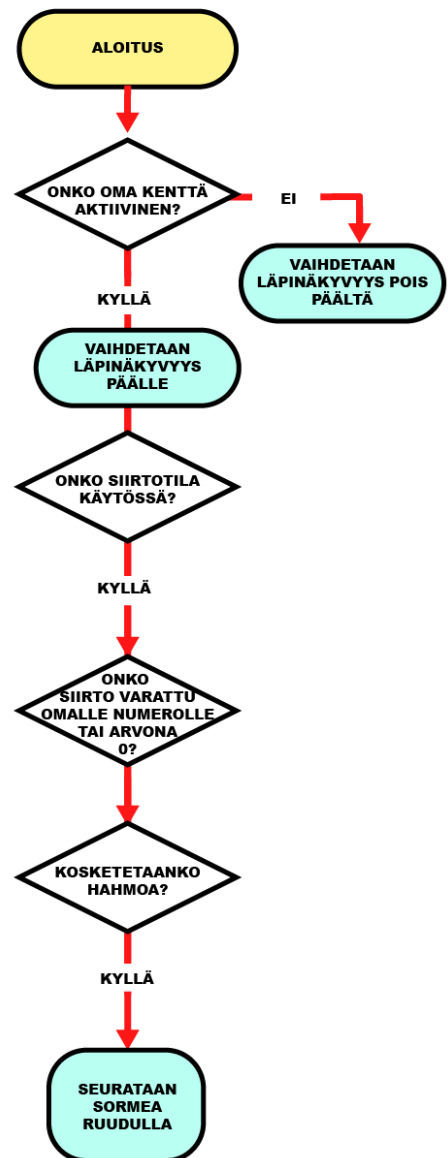 ALOITUS
ONKO OMA KENTTÄ
AKTIIVINEN?
EI
VAIHDETAAN
LÄPINÄKYVYYS POIS
PÄÄLTÄ
KYLLÄ
VAIHDETAAN
LÄPINÄKYVYYS
PÄÄLLE
ONKO SIIRTOTILA
KÄYTÖSSÄ?
KYLLÄ
ONKO
SIIRTO VARATTU
OMALLE NUMEROLLE
TAI ARVONA
0?
KOSKETETAANKO
HAHMOA?
KYLLÄ
SEURATAAN
SORMEA
RUUDULLA